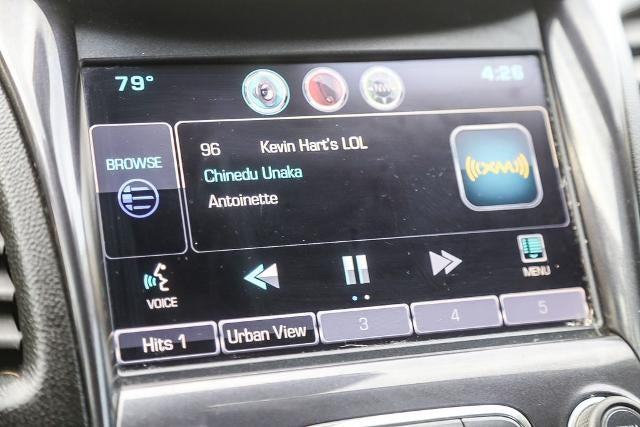 79°
4:26
BROWSE
96 Kevin Hart's LOL
Chinedu Unaka
Antoinette
((XM))
VOICE
MENU
Hits 1
Urban View
3
4
5